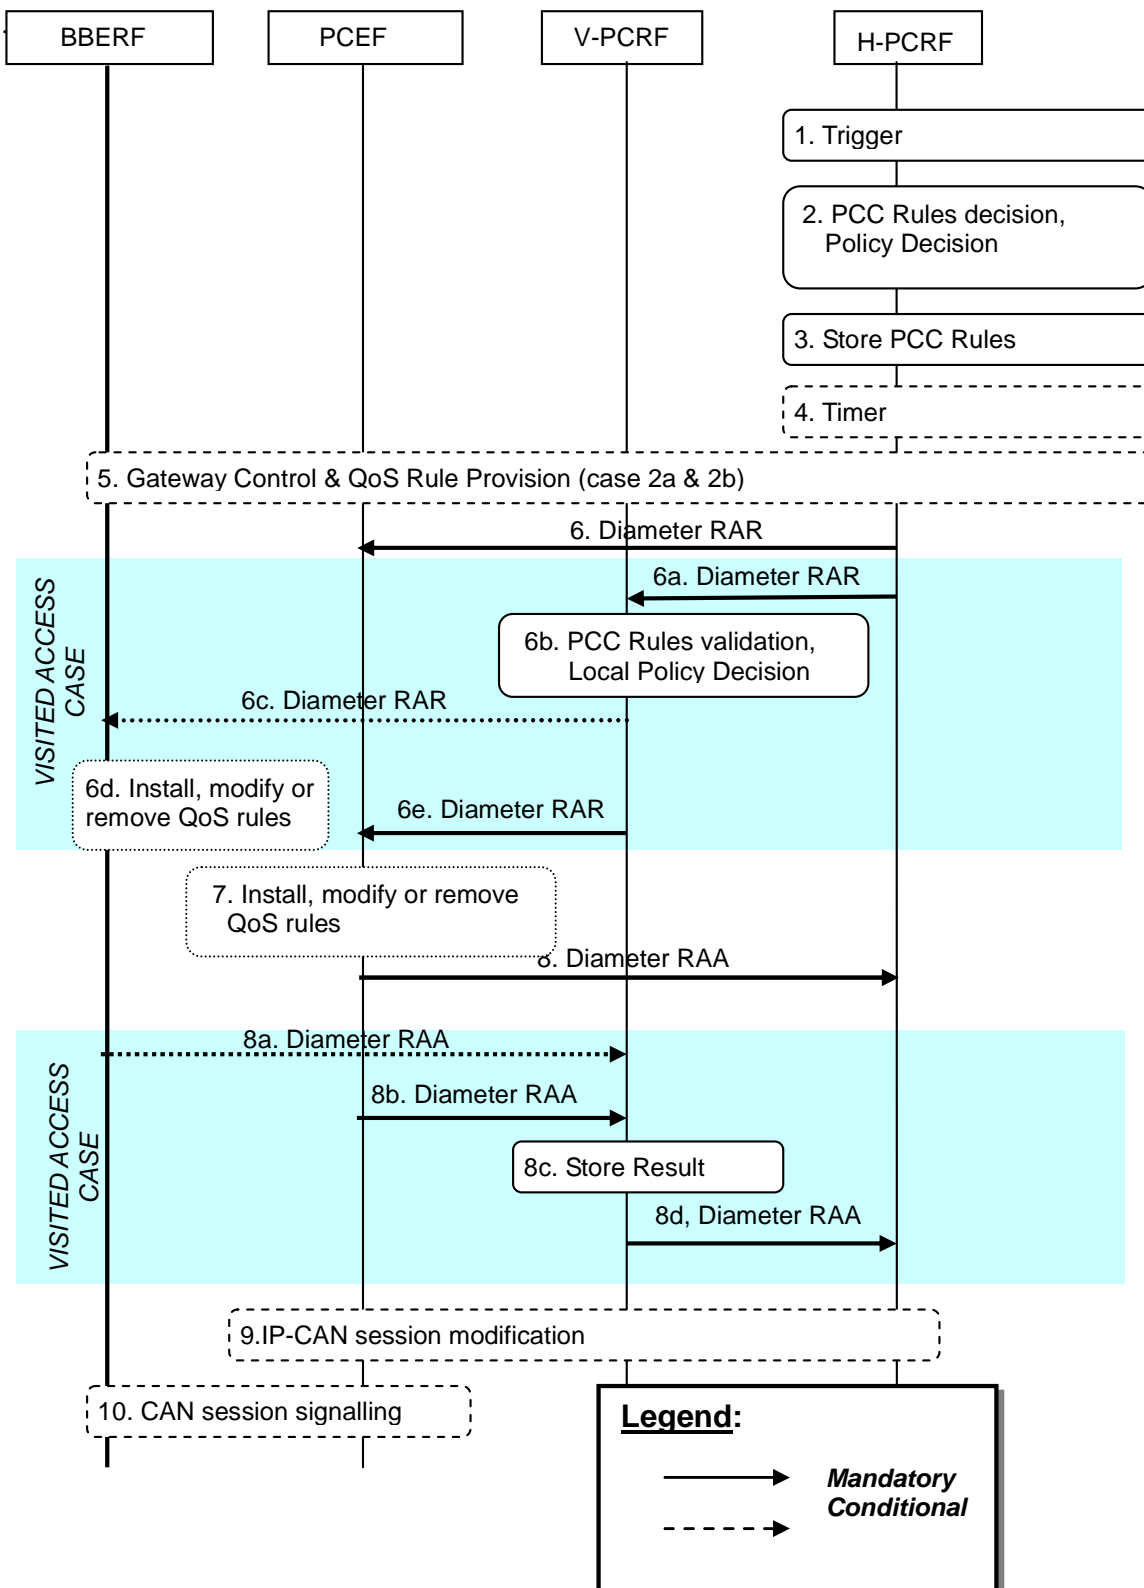 BBERF
PCEF
V-PCRF
H-PCRF
1. Trigger
2. PCC Rules decision,
Policy Decision
3. Store PCC Rules
4. Timer
5. Gateway Control & QoS Rule Provision (case 2a & 2b)
6. Diameter RAR
VISITED ACCESS
CASE
6a. Diameter RAR
6b. PCC Rules validation,
Local Policy Decision
6c. Diameter RAR
6d. Install, modify or
remove QoS rules
6e. Diameter RAR
7. Install, modify or remove
QoS rules
8. Diameter RAA
VISITED ACCESS
CASE
8a. Diameter RAA
8b. Diameter RAA
8c. Store Result
8d, Diameter RAA
9.IP-CAN session modification
10. CAN session signalling
Legend:
Mandatory
Conditional